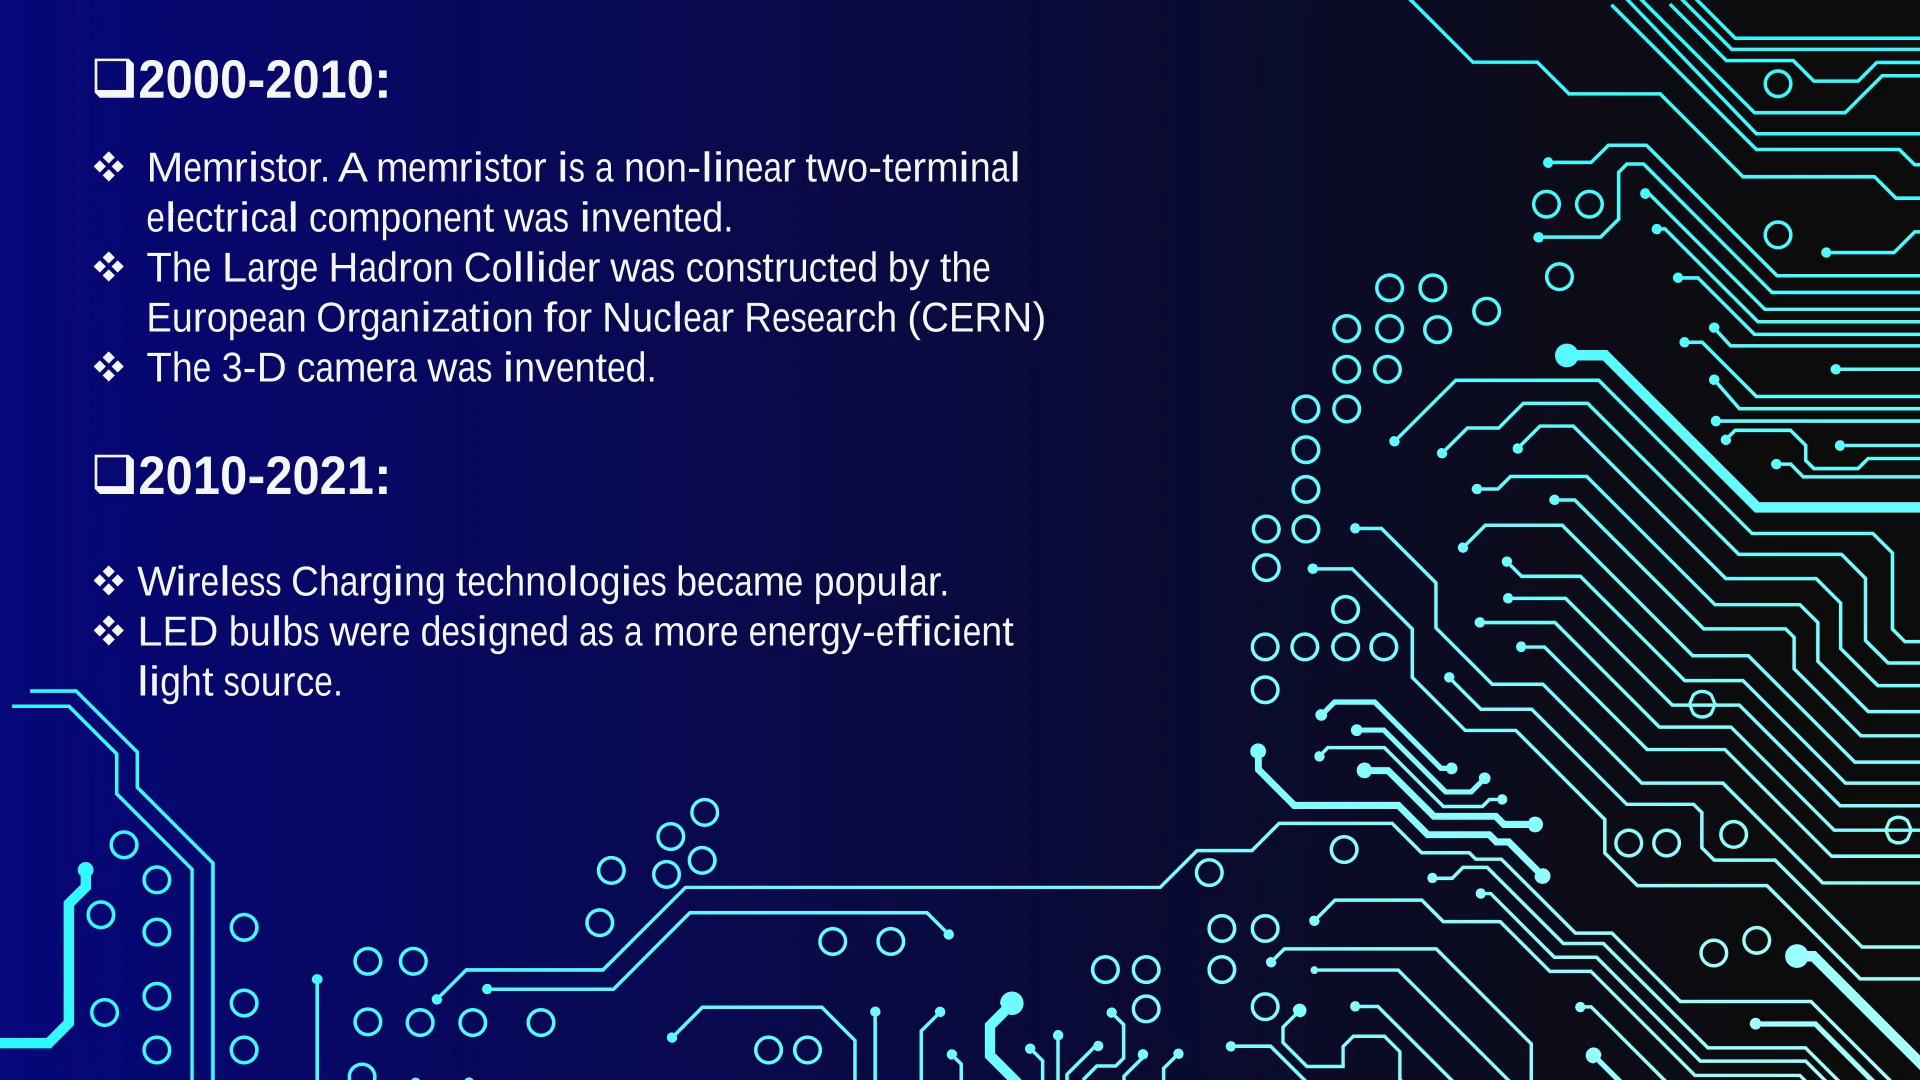 ❑2000-2010:
❖ Memristor. A memristor is a non-linear two-terminal
electrical component was invented.
❖ The Large Hadron Collider was constructed by the
European Organization for Nuclear Research (CERN)
❖ The 3-D camera was invented.
❑2010-2021:
❖ Wireless Charging technologies became popular.
❖ LED bulbs were designed as a more energy-efficient
light source.